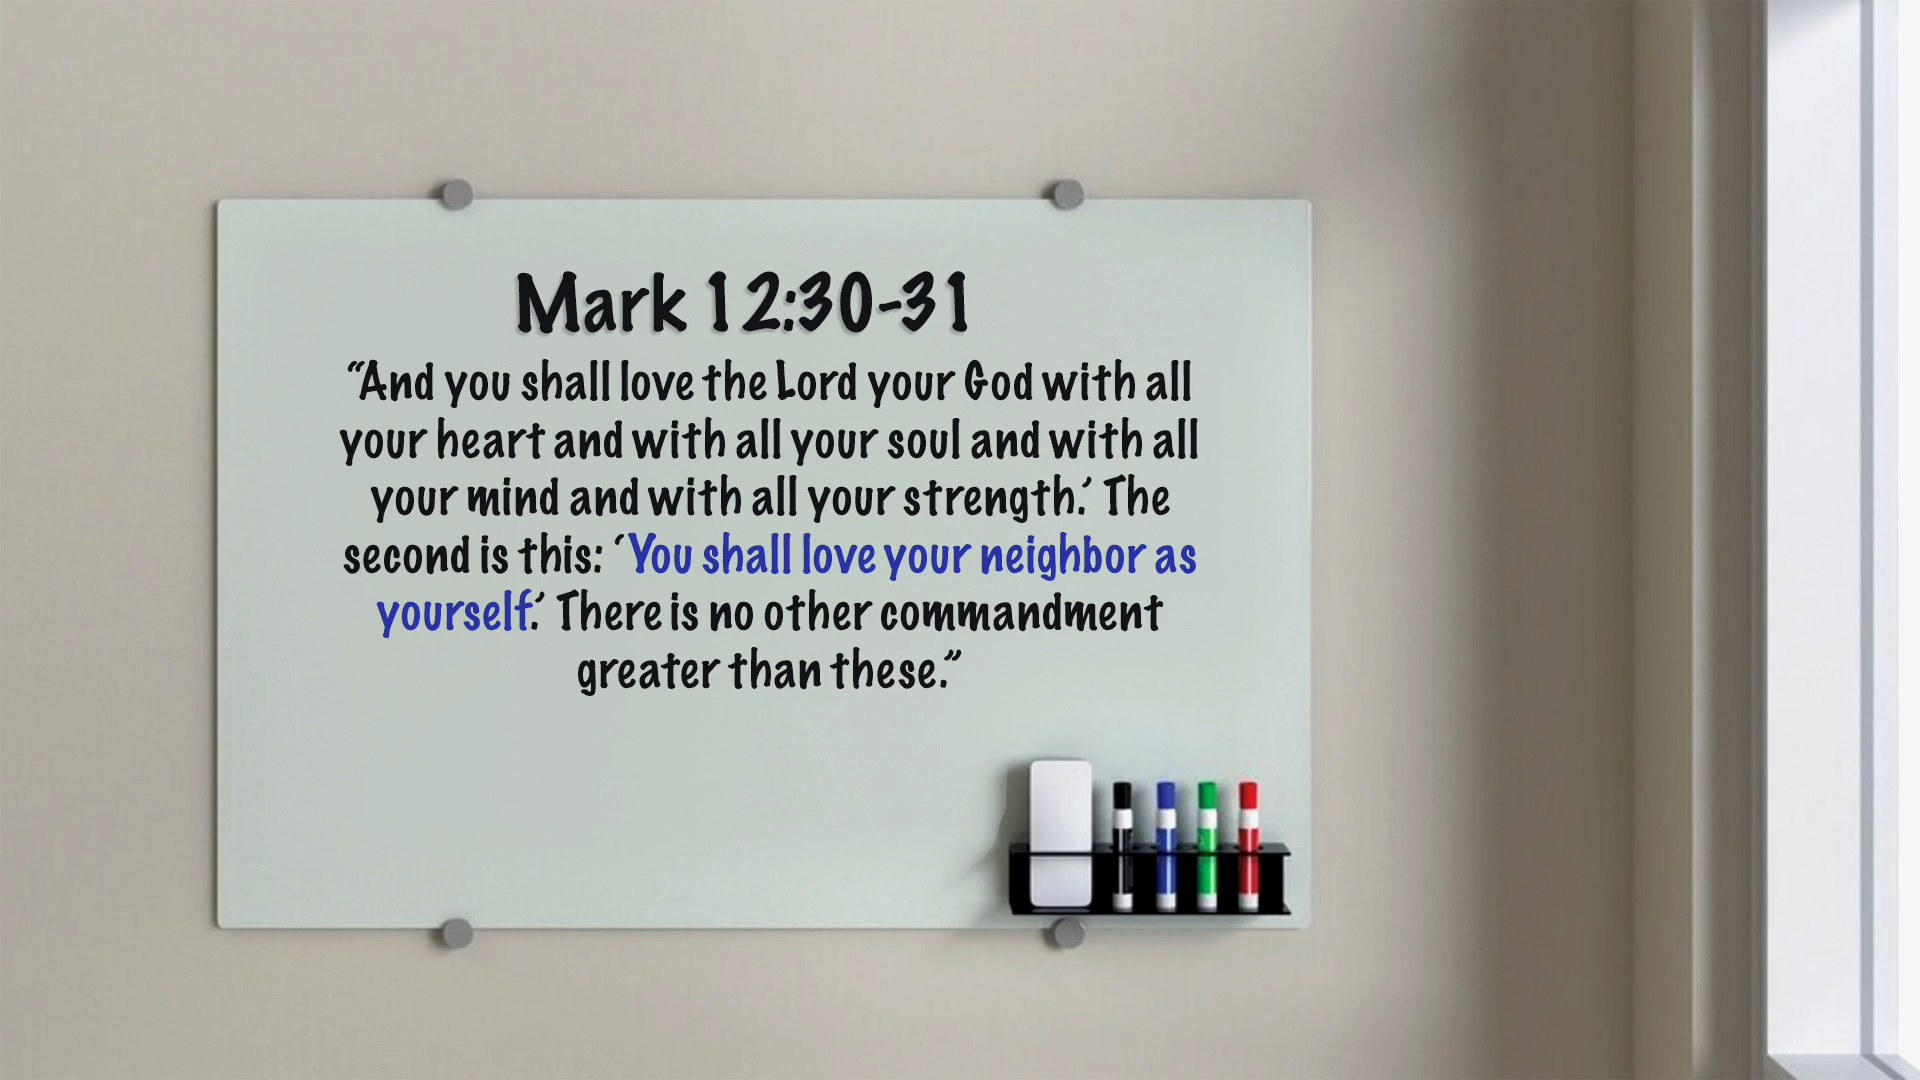 Mark 12:30-31
“And you shall love the Lord your God with all
your heart and with all your soul and with all
your mind and with all your strength.’ The
second is this: ‘You shall love your neighbor as
yourself.’ There is no other commandment
greater than these.”